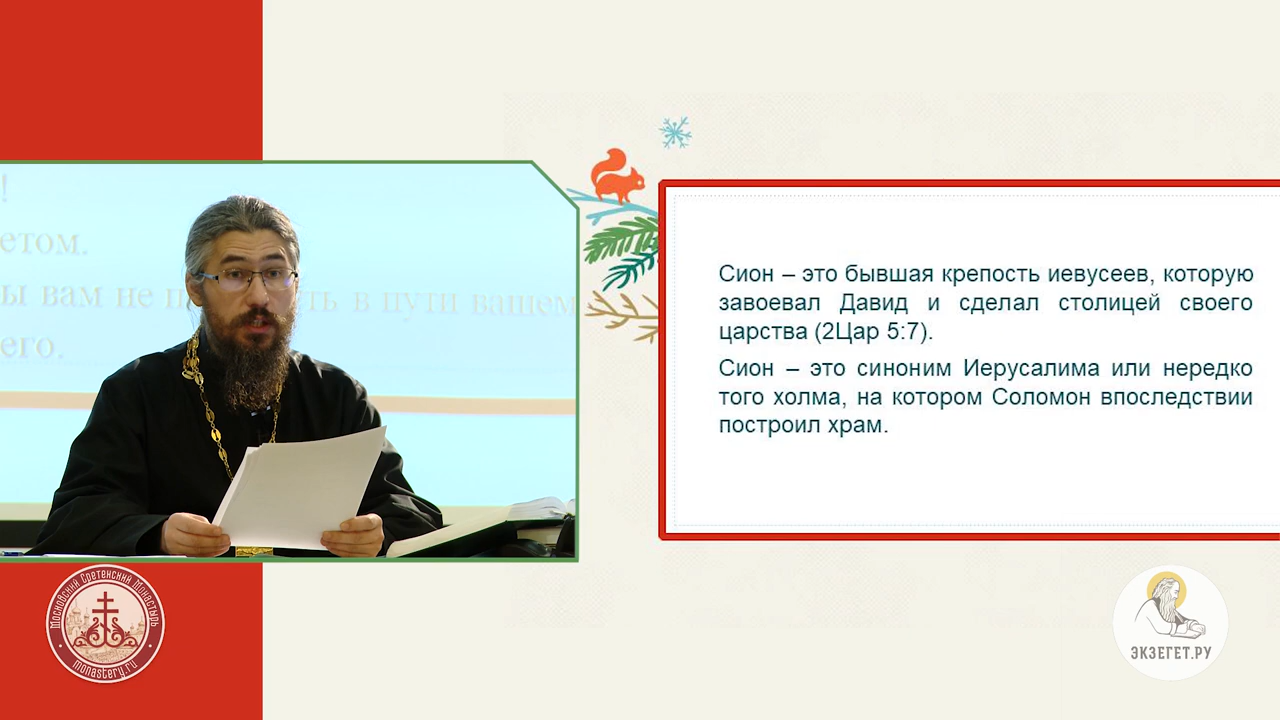 !
етом.
ы вам не п ть в пути вашем
его.
Сион – это бывшая крепость иевусеев, которую
завоевал Давид и сделал столицей своего
царства (2Цар 5:7).
Сион – это синоним Иерусалима или нередко
того холма, на котором Соломон впоследствии
построил храм.
Московский Сретенский Монастырь
monastery.ru
ЭКЗЕГЕТ.РУ